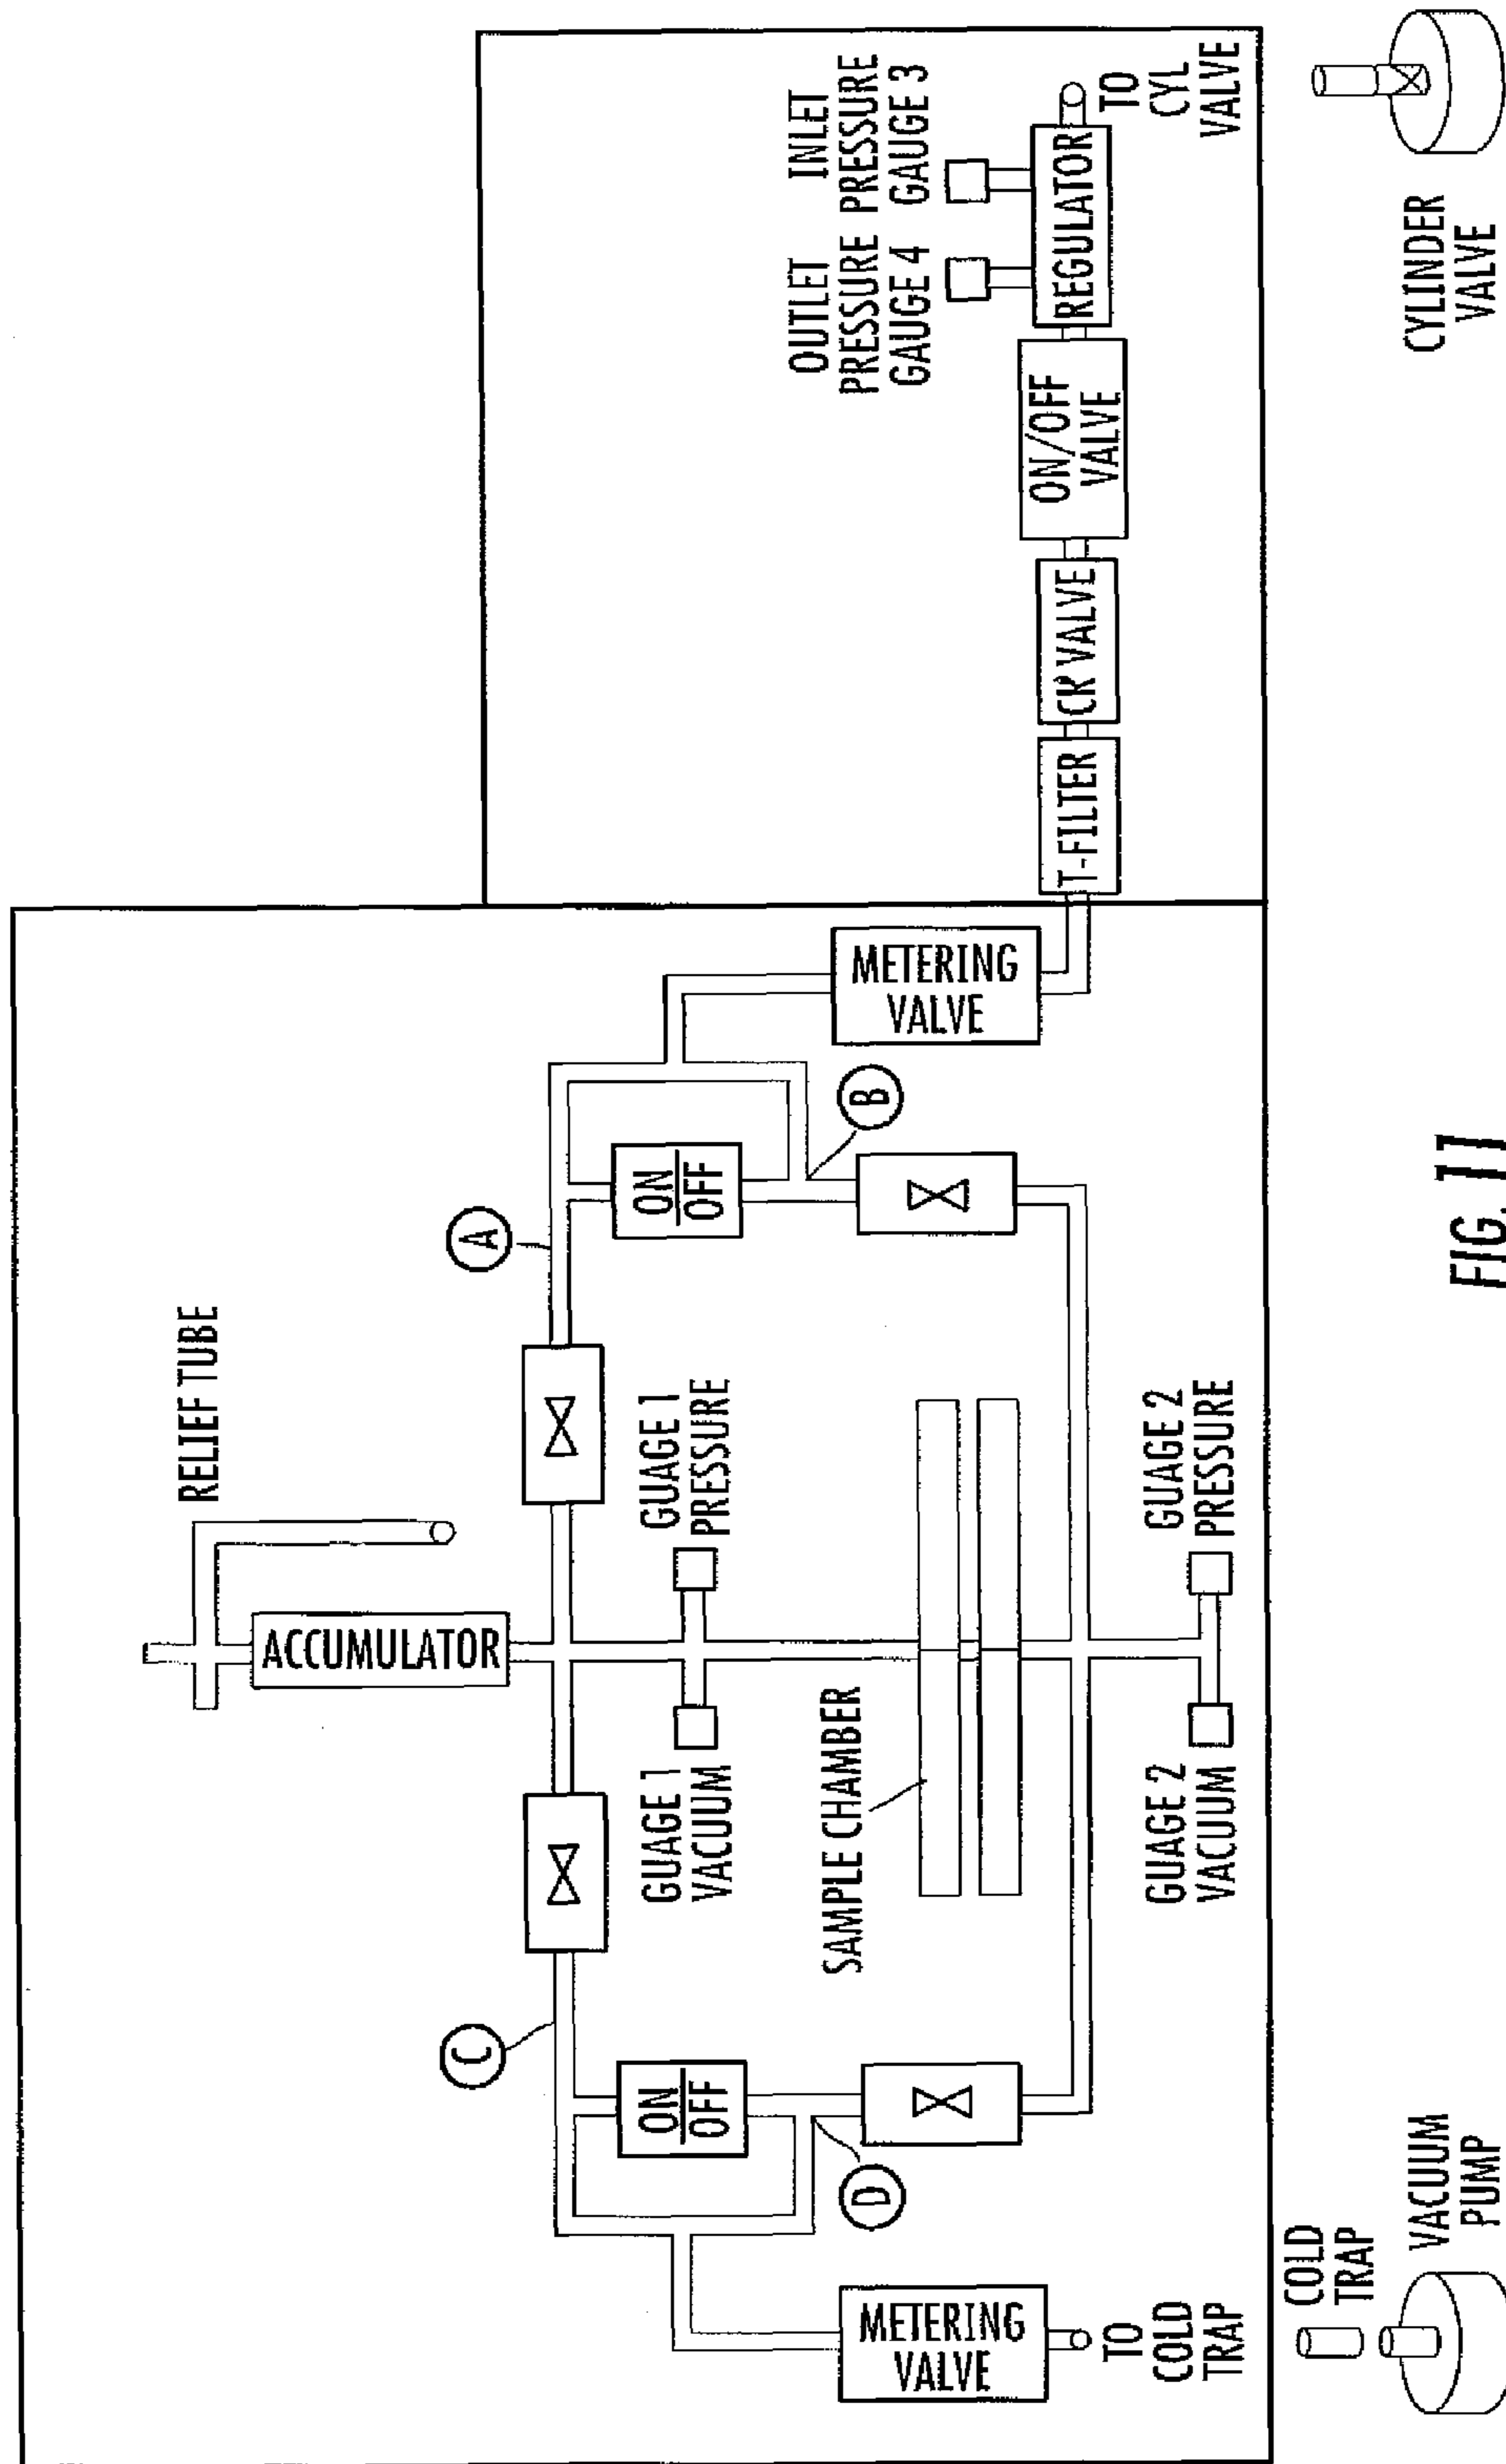 RELIEF TUBE
ACCUMULATOR
C
A
ON
OFF
ON
OFF
GUAGE 1
VACUUM
GUAGE 1
PRESSURE
D
B
METERING
VALVE
METERING
VALVE
SAMPLE CHAMBER
TO
COLD
TRAP
GUAGE 2
VACUUM
GUAGE 2
PRESSURE
T-FILTER
CK VALVE
ON/OFF
VALVE
REGULATOR
OUTLET
PRESSURE
GAUGE 4
INLET
PRESSURE
GAUGE 3
TO
CYL
VALVE
COLD
TRAP
VACUUM
PUMP
CYLINDER
VALVE
FIG. 11